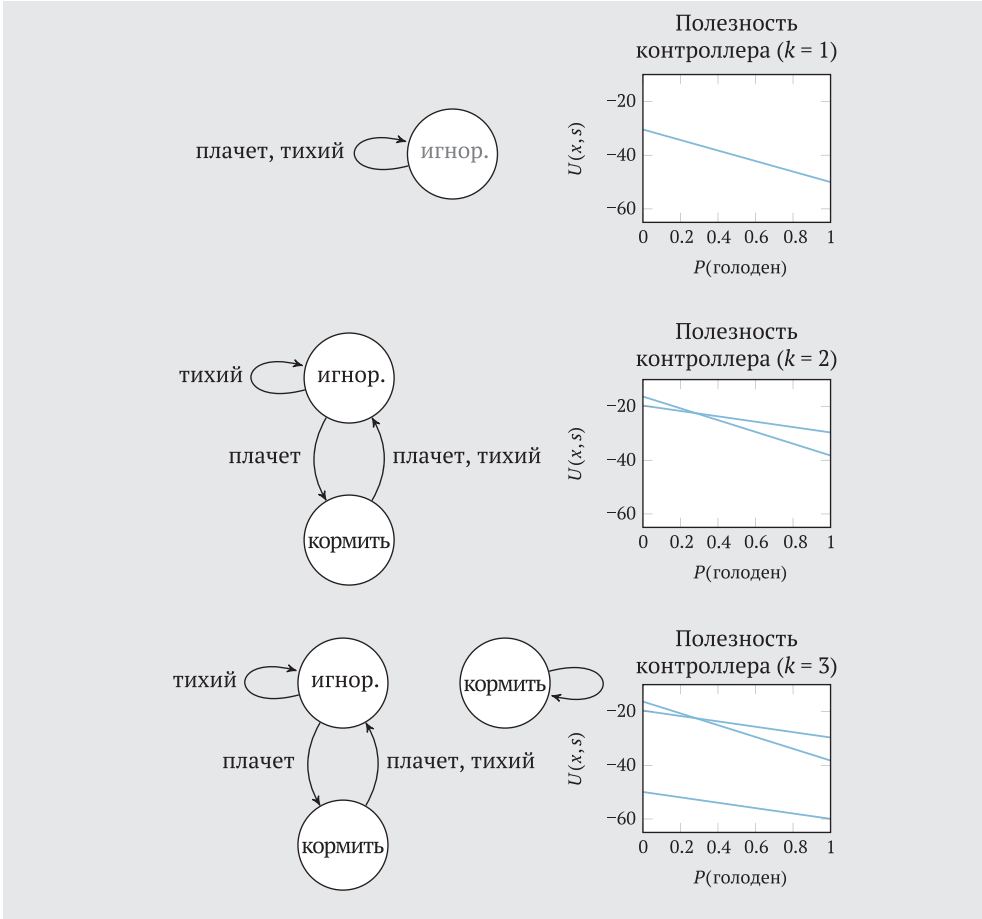 Полезность
контроллера (k = 1)
плачет, тихий
игнор.
U(x, s)
−20
−40
−60
0 0.2 0.4 0.6 0.8 1
P(голоден)
Полезность
контроллера (k = 2)
тихий
игнор.
плачет
плачет, тихий
кормить
U(x, s)
−20
−40
−60
0 0.2 0.4 0.6 0.8 1
P(голоден)
Полезность
контроллера (k = 3)
тихий
игнор.
кормить
плачет
плачет, тихий
кормить
U(x, s)
−20
−40
−60
0 0.2 0.4 0.6 0.8 1
P(голоден)